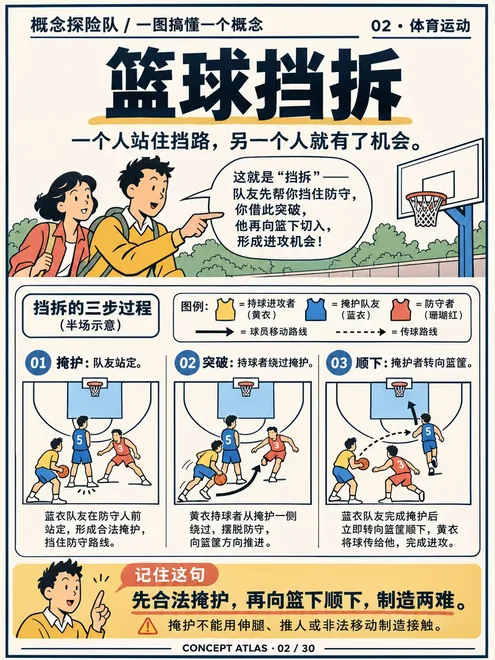 概念探险队 / 一图搞懂一个概念
02 · 体育运动
篮球挡拆
一个人站住挡路，另一个人就有了机会。
这就是“挡拆”——
队友先帮你挡住防守，
你借此突破，
他再向篮下切入，
形成进攻机会！
挡拆的三步过程
（半场示意）
图例：
= 持球进攻者
（黄衣）
= 掩护队友
（蓝衣）
= 防守者
（珊瑚红）
= 球员移动路线
= 传球路线
01 掩护：队友站定。
5
3
蓝衣队友在防守人前
站定，形成合法掩护，
挡住防守路线。
02 突破：持球者绕过掩护。
5
3
黄衣持球者从掩护一侧
绕过，摆脱防守，
向篮筐方向推进。
03 顺下：掩护者转向篮筐。
5
3
蓝衣队友完成掩护后
立即转向篮筐顺下，黄衣
将球传给他，完成进攻。
记住这句
先合法掩护，再向篮下顺下，制造两难。
掩护不能用伸腿、推人或非法移动制造接触。
CONCEPT ATLAS · 02 / 30